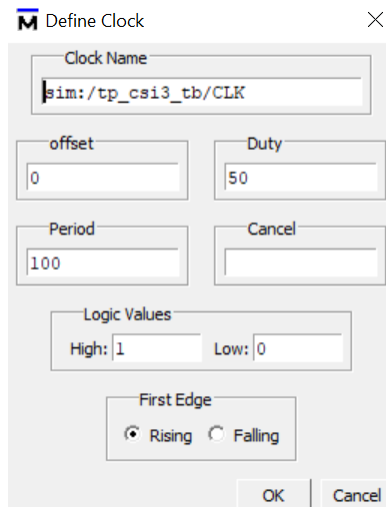 Define Clock
Clock Name
sim:/tp_csi3_tb/CLK
offset
Duty
0
50
Period
Cancel
100
Logic Values
High: 1 Low: 0
First Edge
Rising Falling
OK Cancel